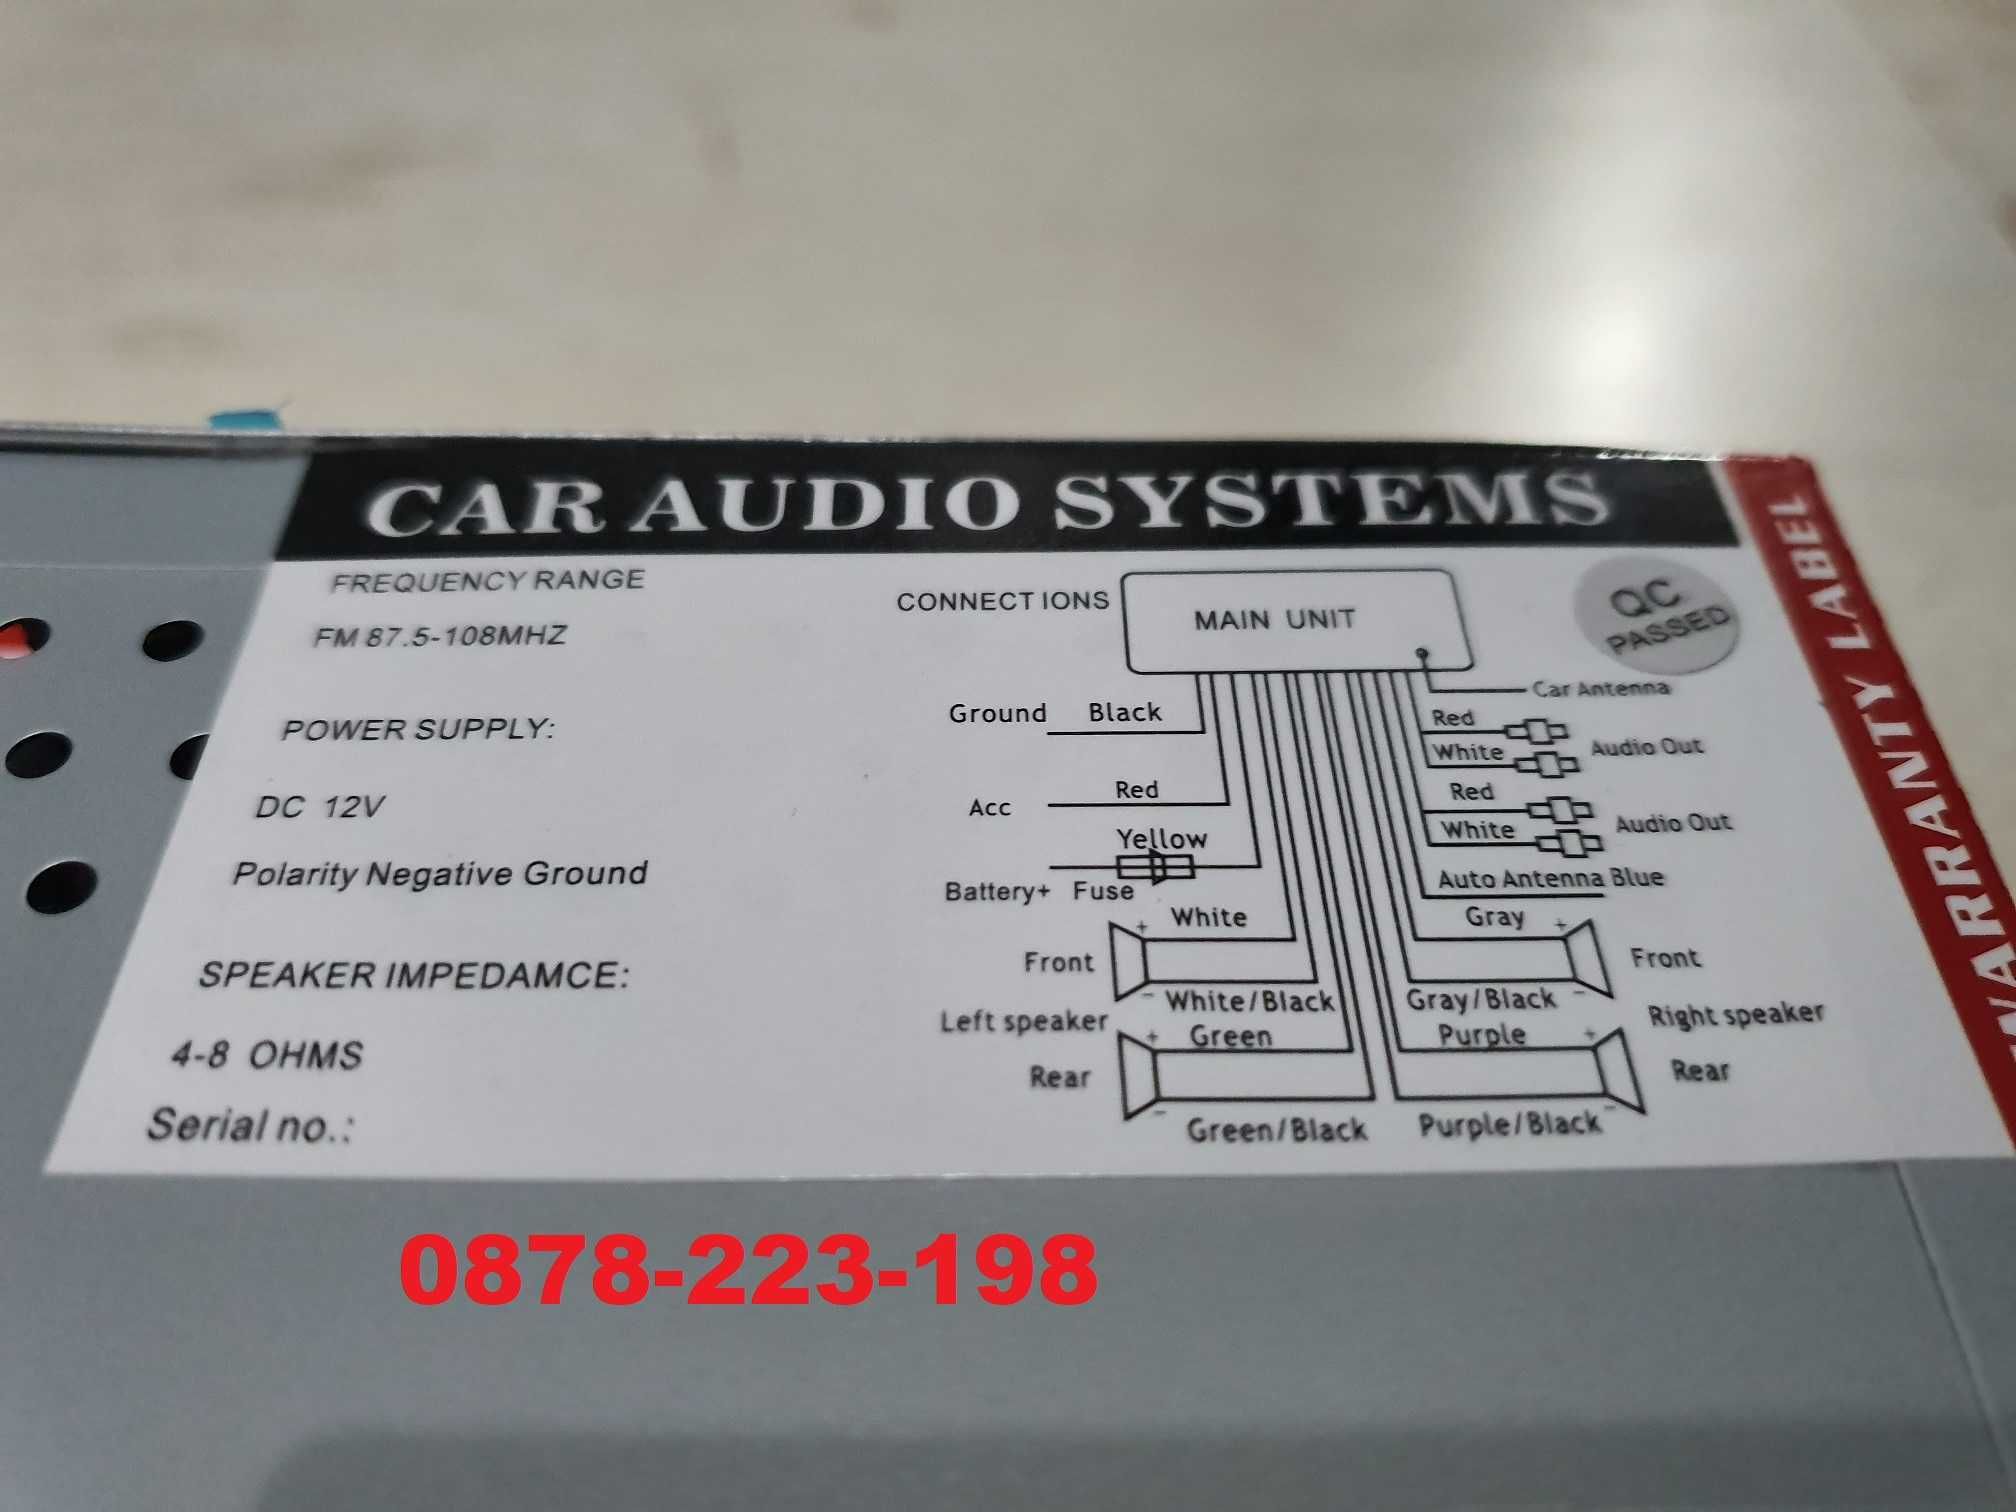 CAR AUDIO SYSTEMS
WARRANTY LABEL
FREQUENCY RANGE
FM 87.5-108MHZ
POWER SUPPLY:
DC 12V
Polarity Negative Ground
SPEAKER IMPEDAMCE:
4-8 OHMS
Serial no.:
CONNECTIONS
MAIN UNIT
QC
PASSED
Ground Black
Acc Red
Yellow
Battery+ Fuse
+ White
Front
- White/Black
Left speaker
+ Green
Rear
-
Green/Black
Car Antenna
Red
White
Audio Out
Red
White
Audio Out
Auto Antenna Blue
Gray +
Front
Gray/Black -
Right speaker
Purple +
Rear
Purple/Black -
0878-223-198